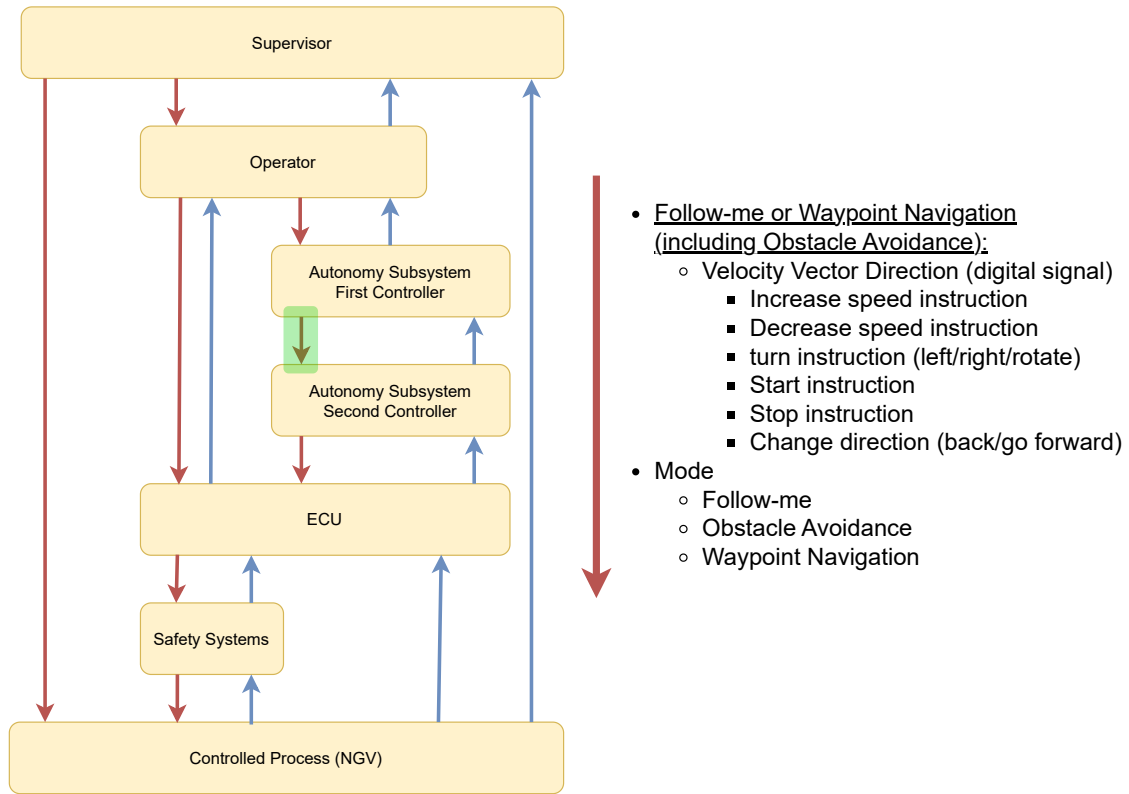 Supervisor
Operator
Autonomy Subsystem
First Controller
Autonomy Subsystem
Second Controller
ECU
Safety Systems
Controlled Process (NGV)
Follow-me or Waypoint Navigation
(including Obstacle Avoidance):
Velocity Vector Direction (digital signal)
Increase speed instruction
Decrease speed instruction
turn instruction (left/right/rotate)
Start instruction
Stop instruction
Change direction (back/go forward)
Mode
Follow-me
Obstacle Avoidance
Waypoint Navigation